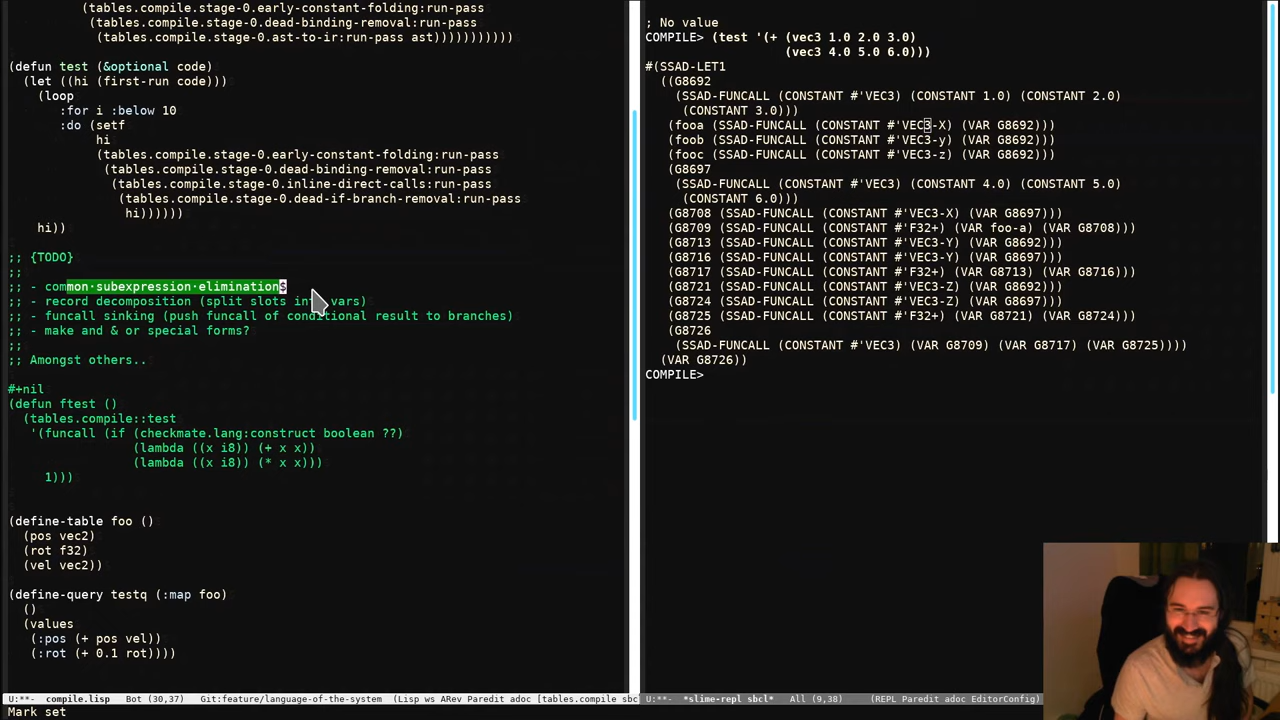 (tables.compile.stage-0.early-constant-folding:run-pass
(tables.compile.stage-0.dead-binding-removal:run-pass
(tables.compile.stage-0.ast-to-ir:run-pass ast)))))))))))
(defun test (&optional code)
(let ((hi (first-run code)))
(loop
:for i :below 10
:do (setf
hi
(tables.compile.stage-0.early-constant-folding:run-pass
(tables.compile.stage-0.dead-binding-removal:run-pass
(tables.compile.stage-0.inline-direct-calls:run-pass
(tables.compile.stage-0.dead-if-branch-removal:run-pass
hi))))))
hi))
;; {TODO}
;;
;; - common·subexpression·elimination$
;; - record decomposition (split slots into vars)
;; - funcall sinking (push funcall of conditional result to branches)
;; - make and & or special forms?
;;
;; Amongst others..
#+nil
(defun ftest ()
(tables.compile::test
'(funcall (if (checkmate.lang:construct boolean ??)
(lambda ((x i8)) (+ x x))
(lambda ((x i8)) (* x x)))
1)))
(define-table foo ()
(pos vec2)
(rot f32)
(vel vec2))
(define-query testq (:map foo)
()
(values
(:pos (+ pos vel))
(:rot (+ 0.1 rot))))
U:**-  compile.lisp   Bot (30,37)   Git:feature/language-of-the-system  (Lisp ws ARev Paredit adoc [tables.compile sbcl
Mark set
; No value
COMPILE> (test '(+ (vec3 1.0 2.0 3.0)
(vec3 4.0 5.0 6.0)))
#(SSAD-LET1
((G8692
(SSAD-FUNCALL (CONSTANT #'VEC3) (CONSTANT 1.0) (CONSTANT 2.0)
(CONSTANT 3.0)))
(fooa (SSAD-FUNCALL (CONSTANT #'VEC3-X) (VAR G8692)))
(foob (SSAD-FUNCALL (CONSTANT #'VEC3-y) (VAR G8692)))
(fooc (SSAD-FUNCALL (CONSTANT #'VEC3-z) (VAR G8692)))
(G8697
(SSAD-FUNCALL (CONSTANT #'VEC3) (CONSTANT 4.0) (CONSTANT 5.0)
(CONSTANT 6.0)))
(G8708 (SSAD-FUNCALL (CONSTANT #'VEC3-X) (VAR G8697)))
(G8709 (SSAD-FUNCALL (CONSTANT #'F32+) (VAR foo-a) (VAR G8708)))
(G8713 (SSAD-FUNCALL (CONSTANT #'VEC3-Y) (VAR G8692)))
(G8716 (SSAD-FUNCALL (CONSTANT #'VEC3-Y) (VAR G8697)))
(G8717 (SSAD-FUNCALL (CONSTANT #'F32+) (VAR G8713) (VAR G8716)))
(G8721 (SSAD-FUNCALL (CONSTANT #'VEC3-Z) (VAR G8692)))
(G8724 (SSAD-FUNCALL (CONSTANT #'VEC3-Z) (VAR G8697)))
(G8725 (SSAD-FUNCALL (CONSTANT #'F32+) (VAR G8721) (VAR G8724)))
(G8726
(SSAD-FUNCALL (CONSTANT #'VEC3) (VAR G8709) (VAR G8717) (VAR G8725))))
(VAR G8726))
COMPILE>
U:**-  *slime-repl sbcl*   All (9,38)   (REPL Paredit adoc EditorConfig)